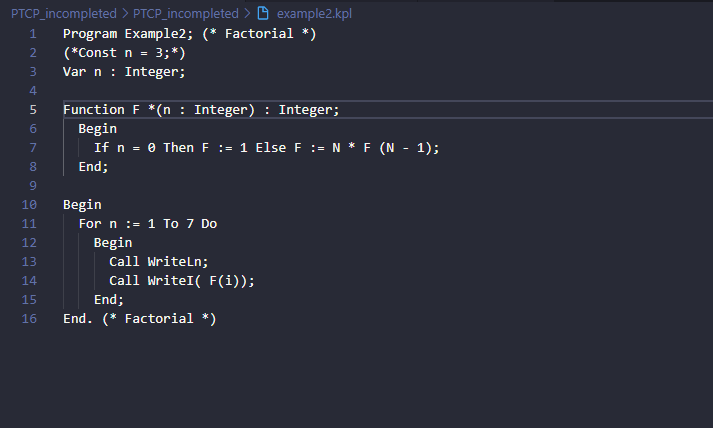 PTCP_incompleted > PTCP_incompleted > example2.kpl
1 Program Example2; (* Factorial *)
2 (*Const n = 3;*)
3 Var n : Integer;
4
5 Function F *(n : Integer) : Integer;
6 Begin
7 If n = 0 Then F := 1 Else F := N * F (N - 1);
8 End;
9
10 Begin
11 For n := 1 To 7 Do
12 Begin
13 Call WriteLn;
14 Call WriteI( F(i));
15 End;
16 End. (* Factorial *)